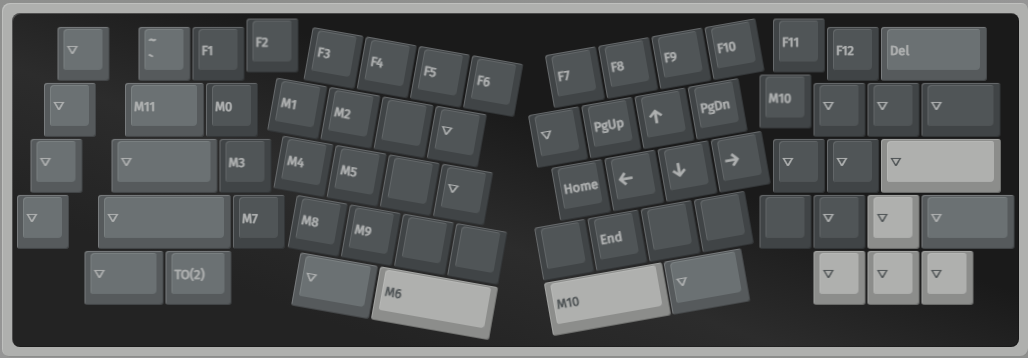 ~
`
F1
F2
F3
F4
F5
F6
F7
F8
F9
F10
F11
F12
Del
▽
▽
M11
M0
M1
M2
▽
▽
PgUp
↑
PgDn
M10
▽
▽
▽
▽
▽
M3
M4
M5
▽
Home
←
↓
→
▽
▽
▽
▽
▽
M7
M8
M9
End
▽
▽
▽
▽
TO(2)
▽
M6
M10
▽
▽
▽
▽